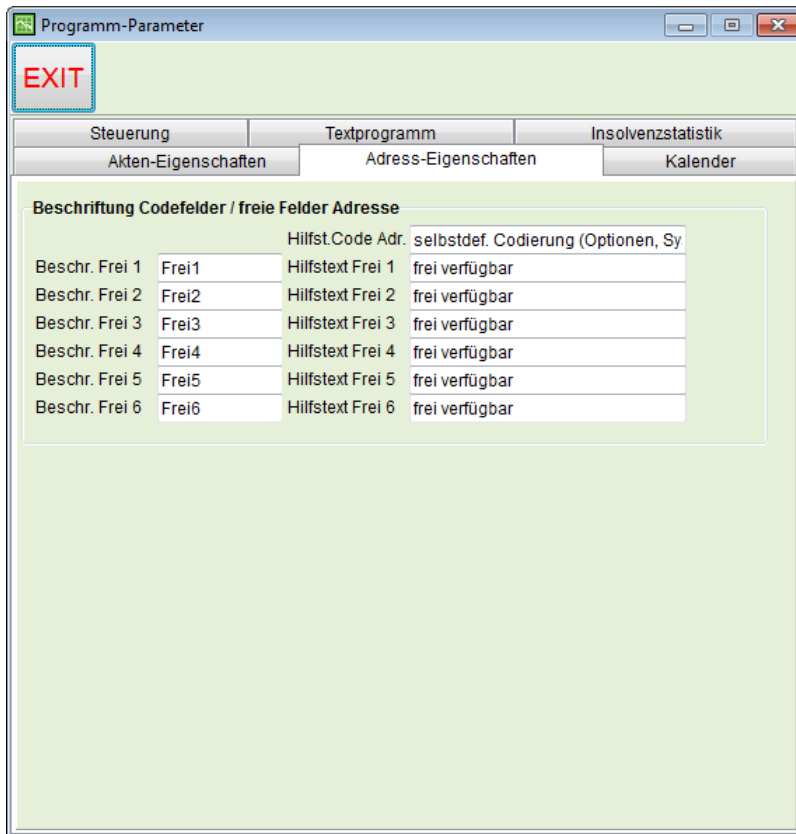 Programm-Parameter
EXIT
Steuerung Textprogramm Insolvenzstatistik
Akten-Eigenschaften Adress-Eigenschaften Kalender
Beschriftung Codefelder / freie Felder Adresse
Hilfst.Code Adr. selbstdef. Codierung (Optionen, Sy
Beschr. Frei 1 Frei1 Hilfstext Frei 1 frei verfügbar
Beschr. Frei 2 Frei2 Hilfstext Frei 2 frei verfügbar
Beschr. Frei 3 Frei3 Hilfstext Frei 3 frei verfügbar
Beschr. Frei 4 Frei4 Hilfstext Frei 4 frei verfügbar
Beschr. Frei 5 Frei5 Hilfstext Frei 5 frei verfügbar
Beschr. Frei 6 Frei6 Hilfstext Frei 6 frei verfügbar